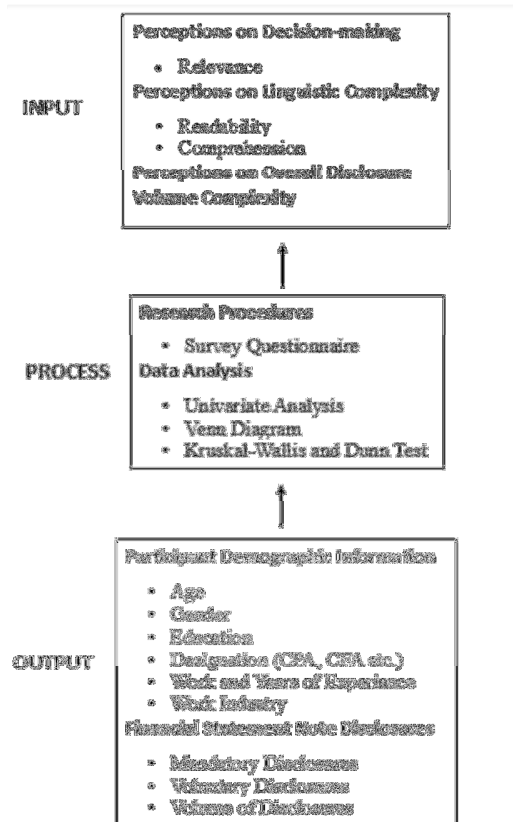 Perceptions on Decision-making
• Relevance
Perceptions on Linguistic Complexity
INPUT
• Readability
• Comprehension
Perceptions on Overall Disclosure
Volume Complexity
Research Procedures
• Survey Questionnaire
PROCESS
Data Analysis
• Univariate Analysis
• Venn Diagram
• Kruskal-Wallis and Dunn Test
Participant Demographic Information
• Age
• Gender
• Education
OUTPUT
• Designation (CPA, CFA etc.)
• Work and Years of Experience
• Work Industry
Financial Statement Note Disclosures
• Mandatory Disclosures
• Voluntary Disclosures
• Volume of Disclosures